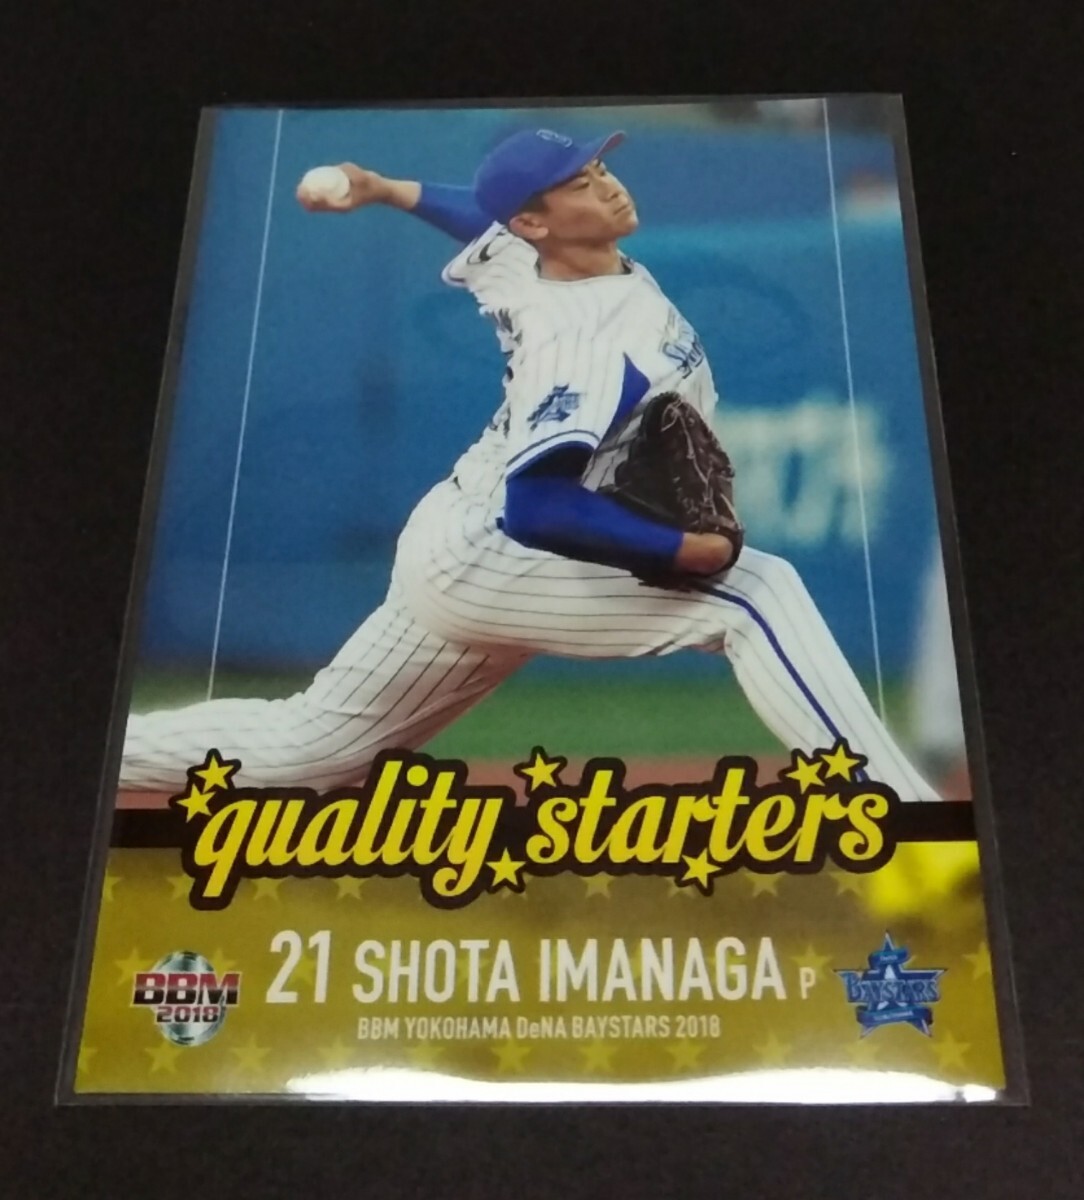 quality starters
21 SHOTA IMANAGA P
BBM YOKOHAMA DeNA BAYSTARS 2018
BBM
2018
BAYSTARS